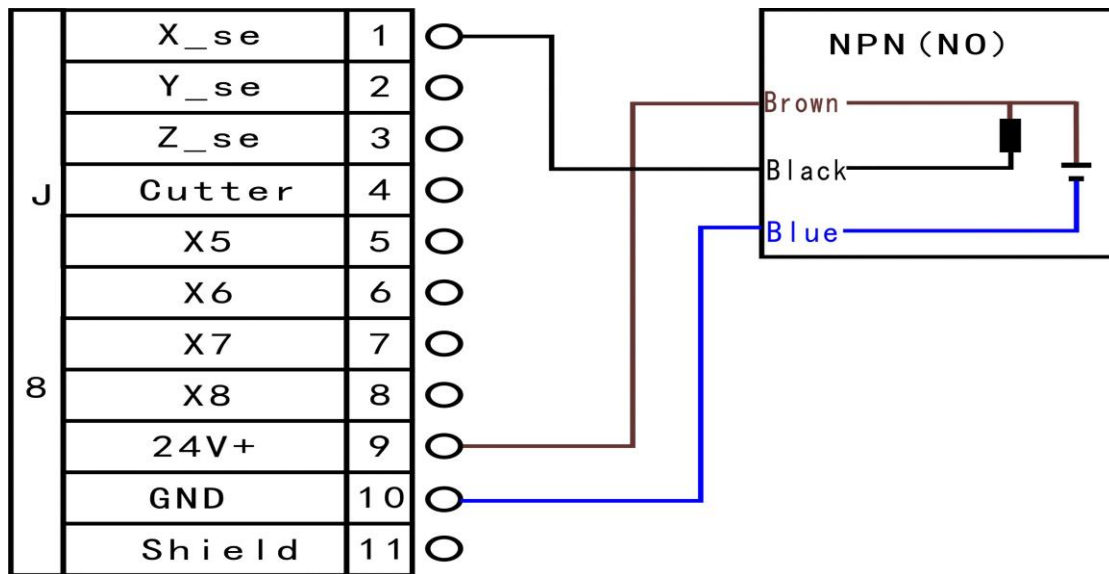 J8
X_se 1
Y_se 2
Z_se 3
Cutter 4
X5 5
X6 6
X7 7
X8 8
24V+ 9
GND 10
Shield 11
NPN (NO)
Brown
Black
Blue